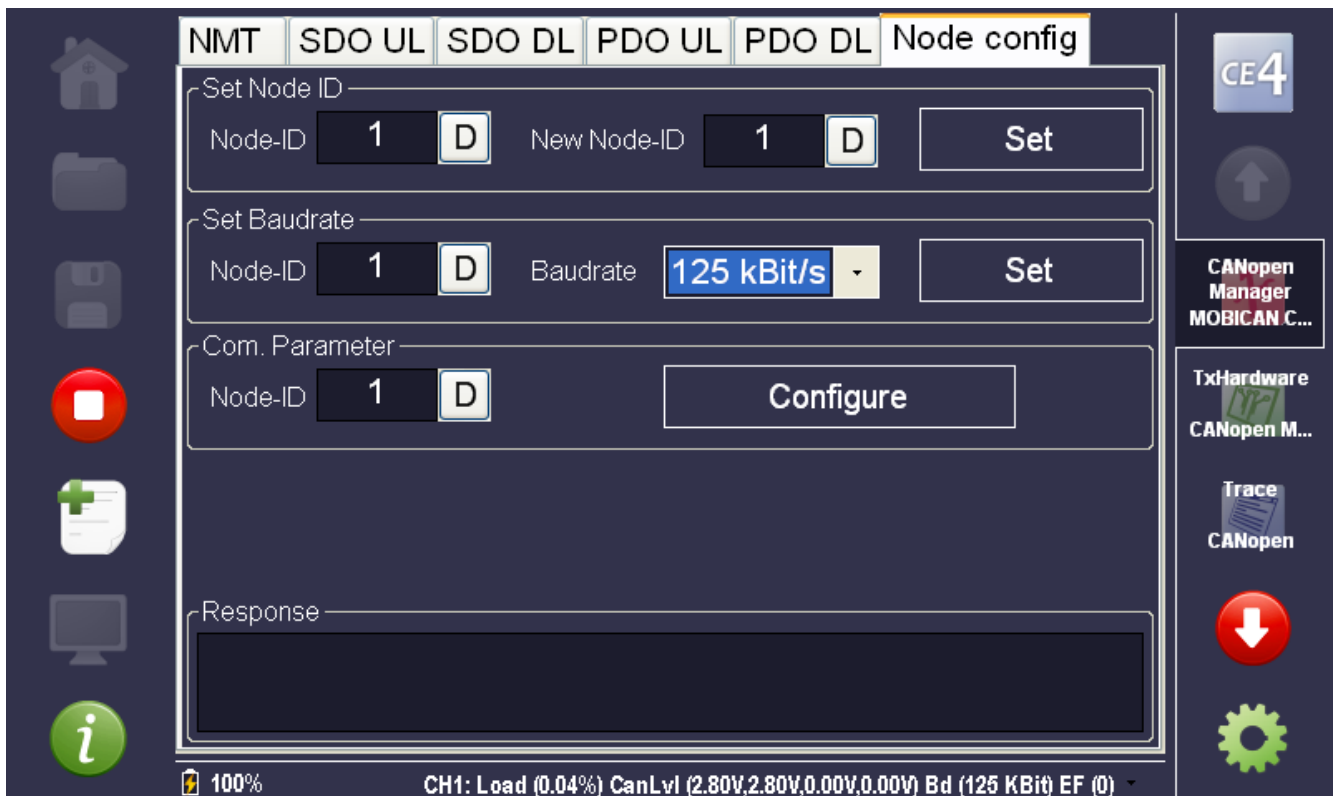 NMT SDO UL SDO DL PDO UL PDO DL Node config
Set Node ID
Node-ID 1 D New Node-ID 1 D Set
Set Baudrate
Node-ID 1 D Baudrate 125 kBit/s Set
Com. Parameter
Node-ID 1 D Configure
Response
100% CH1: Load (0.04%) CanLvl (2.80V,2.80V,0.00V,0.00V) Bd (125 KBit) EF (0)
i
CE4
CANopen
Manager
MOBICAN.C...
TxHardware
CANopen M...
Trace
CANopen